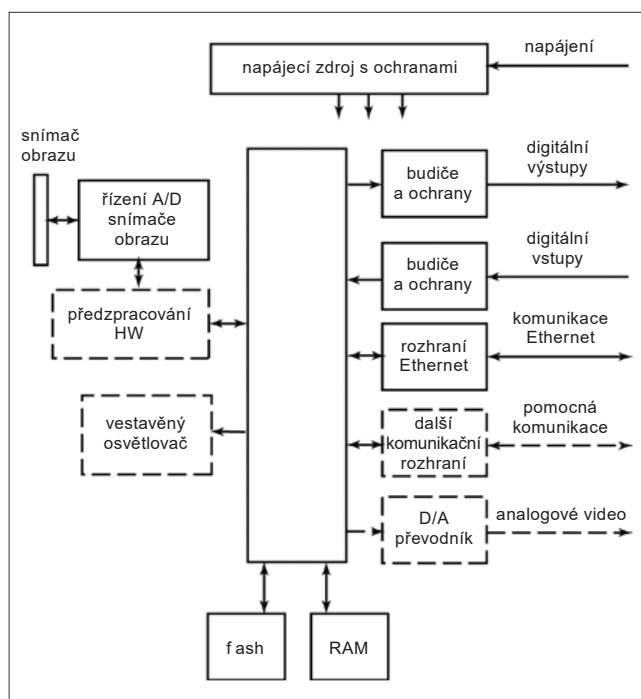 napájení
napájecí zdroj s ochranami
snímač
obrazu
řízení A/D
snímače
obrazu
předzpracování
HW
vestavěný
osvětlovač
budiče
a ochrany
digitální
výstupy
budiče
a ochrany
digitální
vstupy
rozhraní
Ethernet
komunikace
Ethernet
další
komunikační
rozhraní
pomocná
komunikace
D/A
převodník
analogové video
f ash
RAM